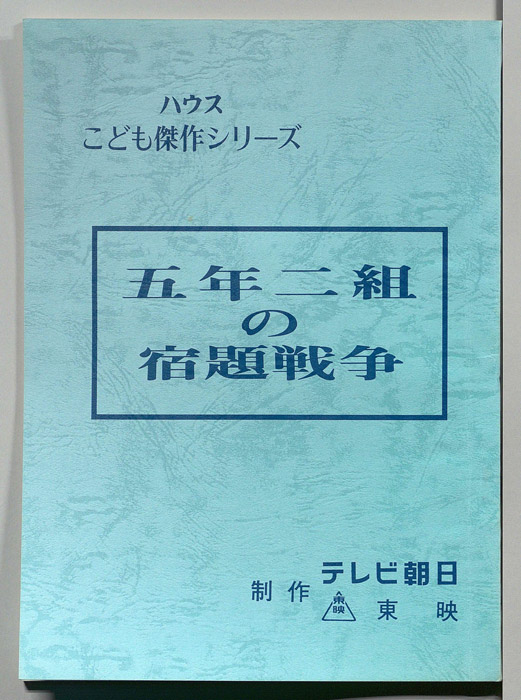 ハウス
こども傑作シリーズ
五年二組
の
宿題戦争
制作 テレビ朝日
東映 東映